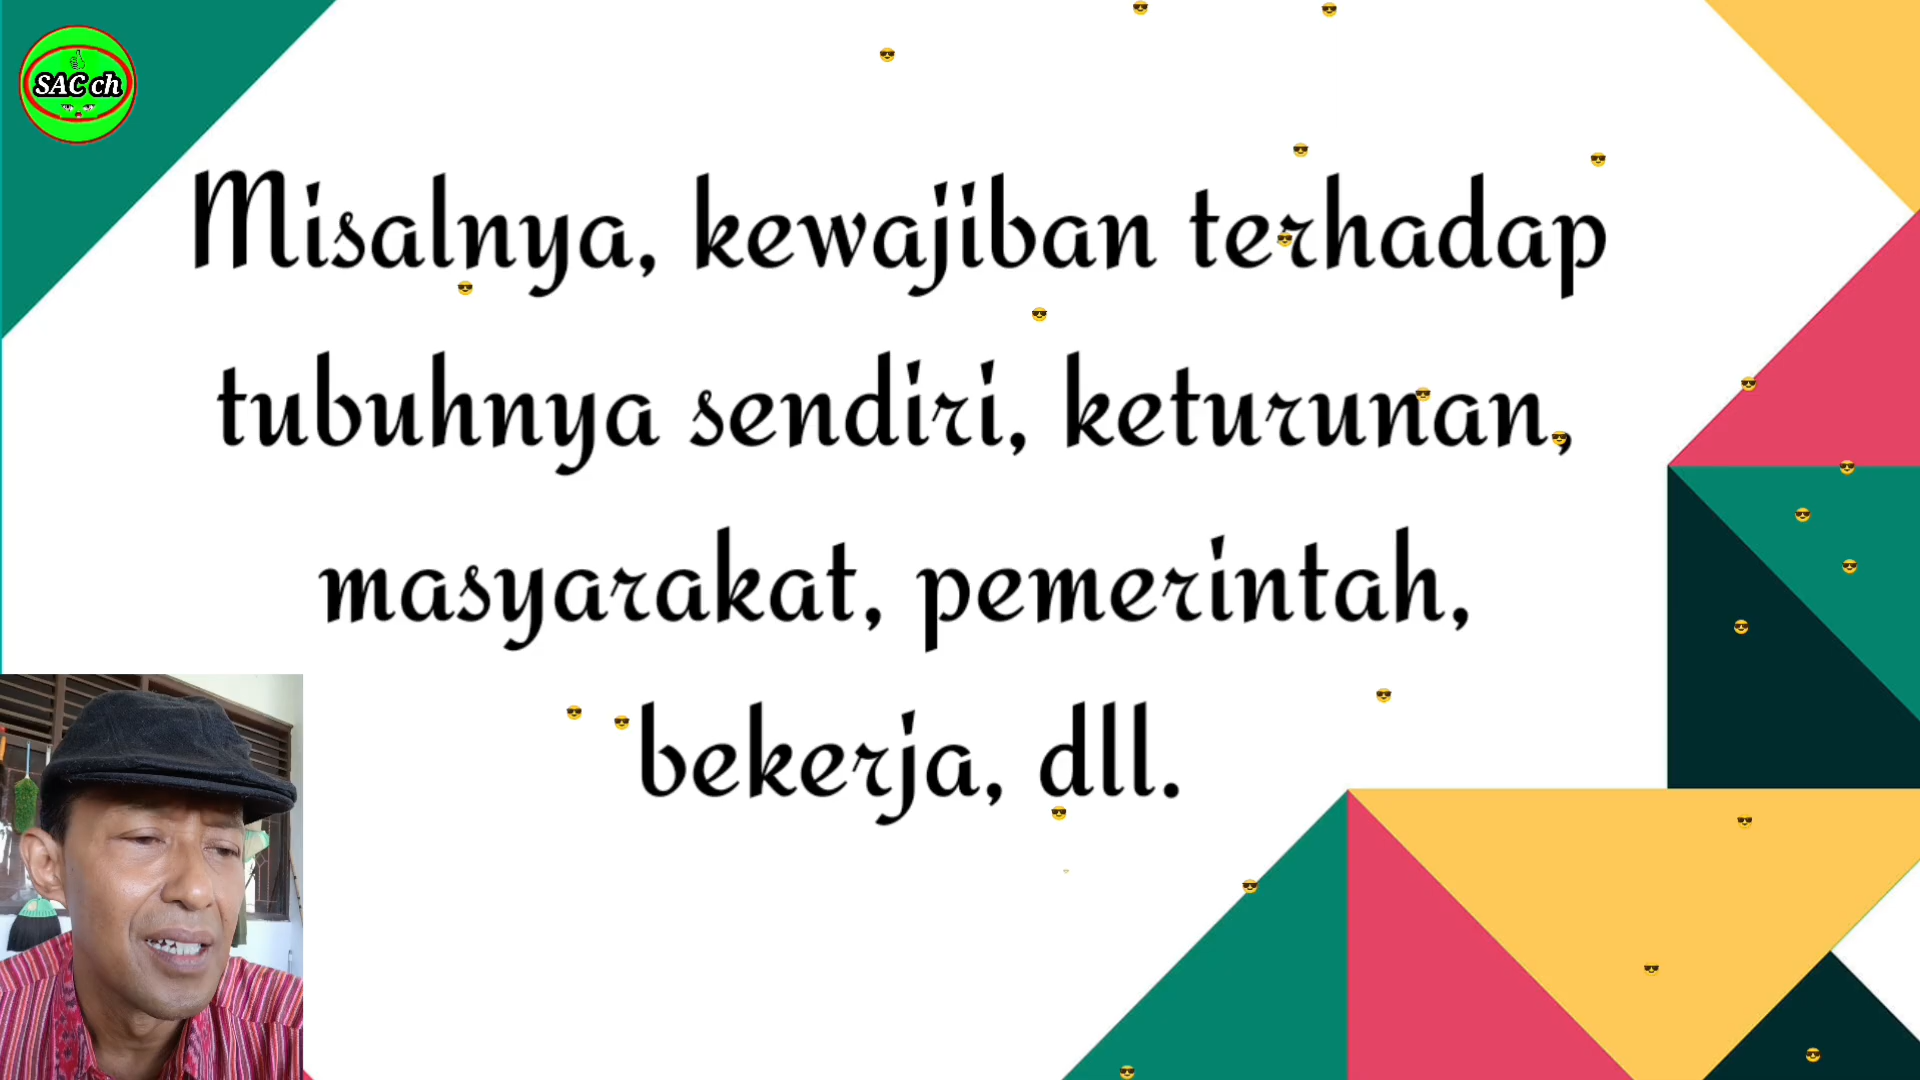 SAC ch
Misalnya, kewajiban terhadap
tubuhnya sendiri, keturunan,
masyarakat, pemerintah,
bekerja, dll.